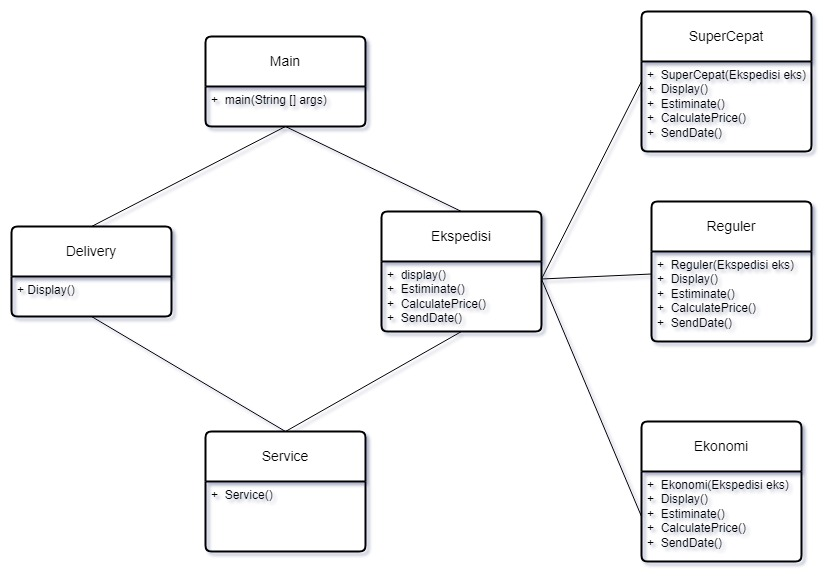 Main
+ main(String [] args)
Delivery
+ Display()
Ekspedisi
+ display()
+ Estiminate()
+ CalculatePrice()
+ SendDate()
Service
+ Service()
SuperCepat
+ SuperCepat(Ekspedisi eks)
+ Display()
+ Estiminate()
+ CalculatePrice()
+ SendDate()
Reguler
+ Reguler(Ekspedisi eks)
+ Display()
+ Estiminate()
+ CalculatePrice()
+ SendDate()
Ekonomi
+ Ekonomi(Ekspedisi eks)
+ Display()
+ Estiminate()
+ CalculatePrice()
+ SendDate()